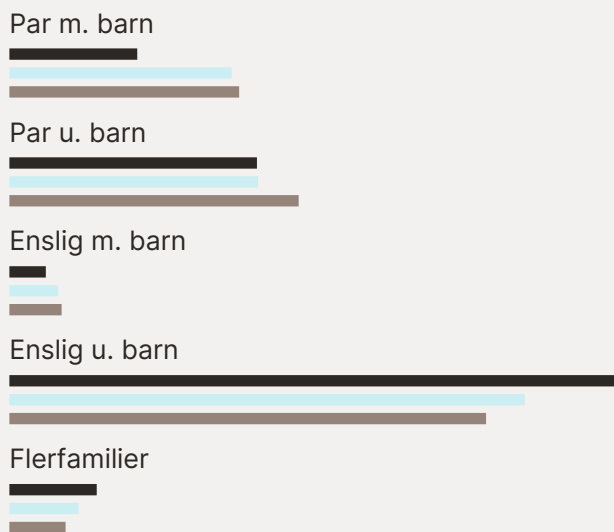 Par m. barn
Par u. barn
Enslig m. barn
Enslig u. barn
Flerfamilier